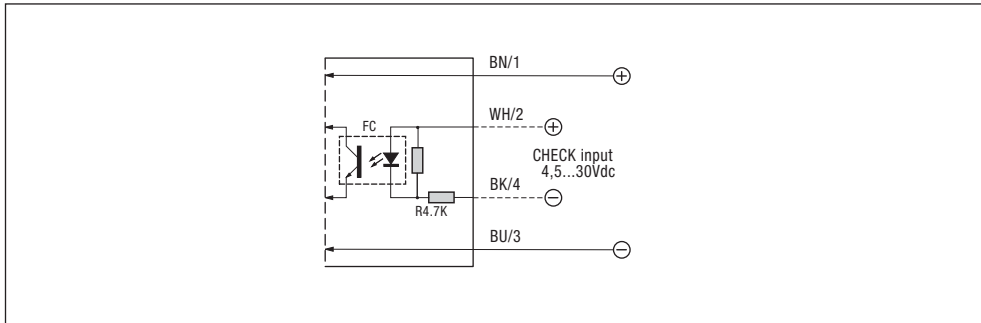 BN/1
WH/2
FC
CHECK input
4,5...30Vdc
BK/4
R4.7K
BU/3